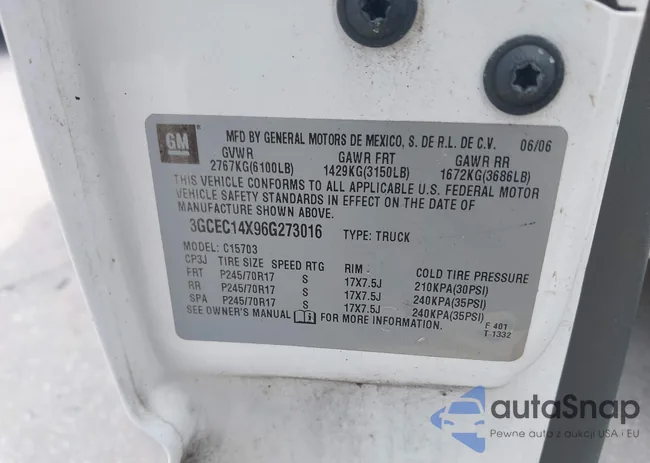 GM
MFD BY GENERAL MOTORS DE MEXICO, S. DE R.L. DE C.V. 06/06
GVWR GAWR FRT GAWR RR
2767KG(6100LB) 1429KG(3150LB) 1672KG(3686LB)
THIS VEHICLE CONFORMS TO ALL APPLICABLE U.S. FEDERAL MOTOR
VEHICLE SAFETY STANDARDS IN EFFECT ON THE DATE OF
MANUFACTURE SHOWN ABOVE.
3GCEC14X96G273016 TYPE: TRUCK
MODEL: C15703
CP3J TIRE SIZE SPEED RTG RIM COLD TIRE PRESSURE
FRT P245/70R17 S 17X7.5J 210KPA(30PSI)
RR P245/70R17 S 17X7.5J 240KPA(35PSI)
SPA P245/70R17 S 17X7.5J 240KPA(35PSI)
SEE OWNER'S MANUAL FOR MORE INFORMATION.
F 401
T 1332
autoSnap
Pewne auto z aukcji USA i EU